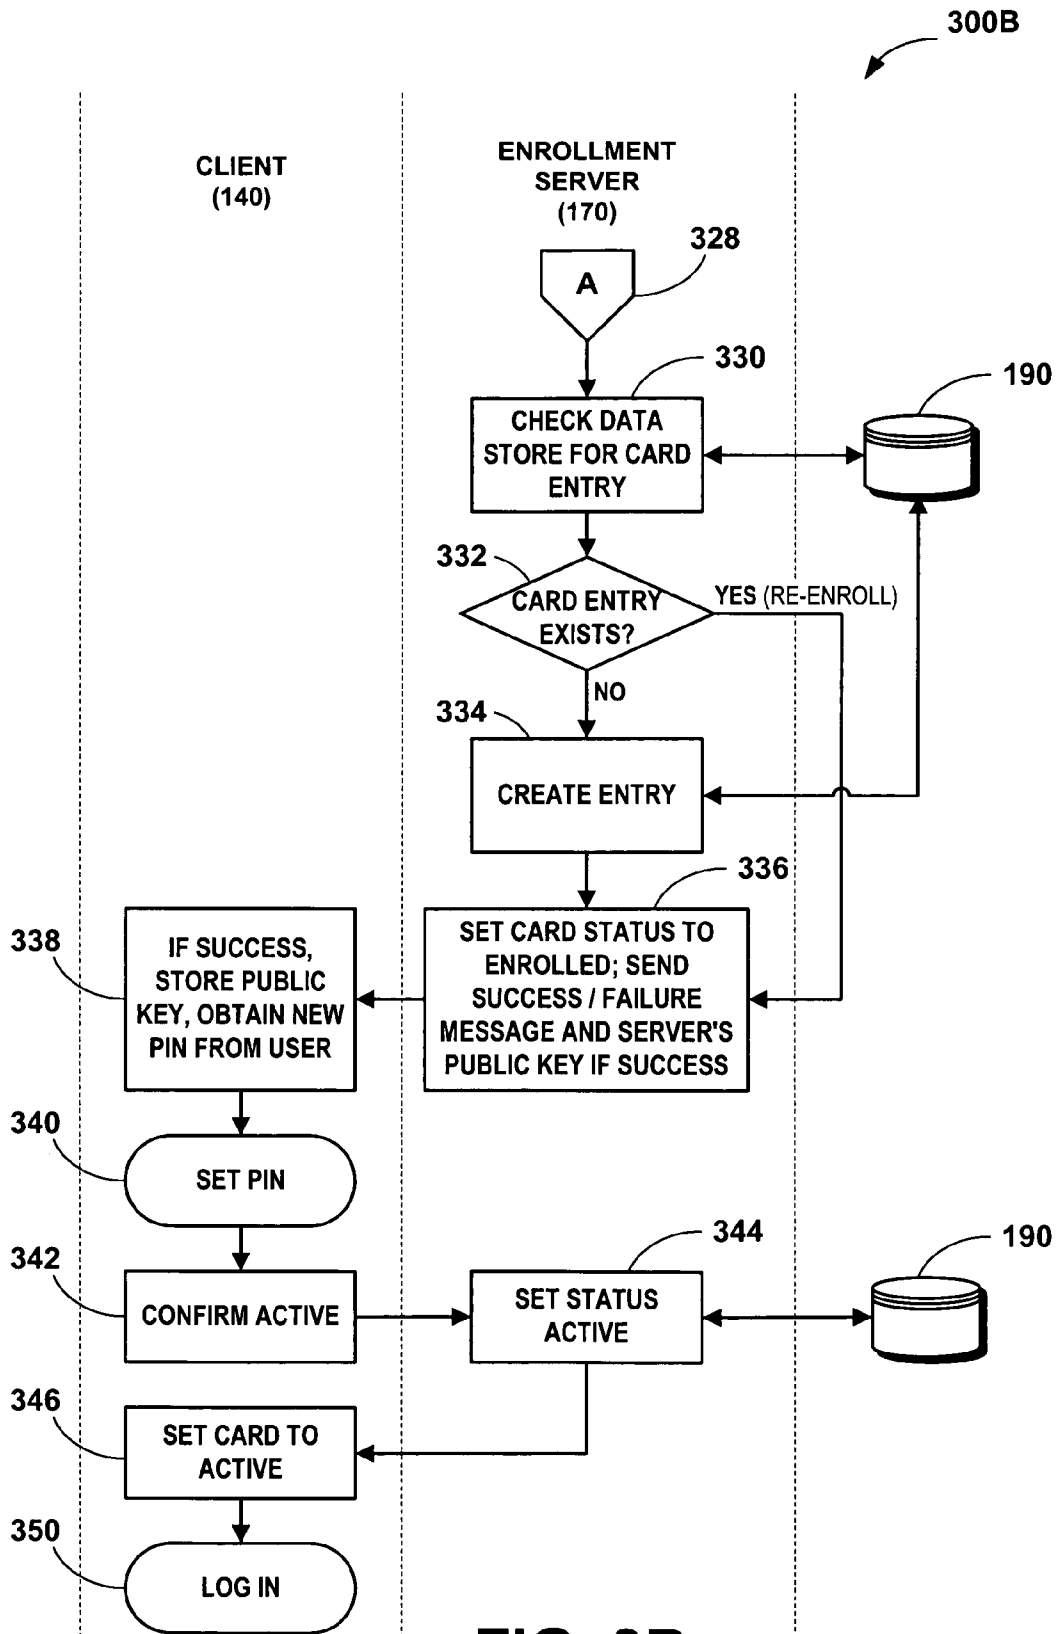 300B
CLIENT
(140)
ENROLLMENT
SERVER
(170)
328
A
330
190
CHECK DATA
STORE FOR CARD
ENTRY
332
YES (RE-ENROLL)
CARD ENTRY
EXISTS?
NO
334
CREATE ENTRY
336
338
IF SUCCESS,
STORE PUBLIC
KEY, OBTAIN NEW
PIN FROM USER
SET CARD STATUS TO
ENROLLED; SEND
SUCCESS / FAILURE
MESSAGE AND SERVER'S
PUBLIC KEY IF SUCCESS
340
SET PIN
342
344
190
CONFIRM ACTIVE
SET STATUS
ACTIVE
346
SET CARD TO
ACTIVE
350
LOG IN